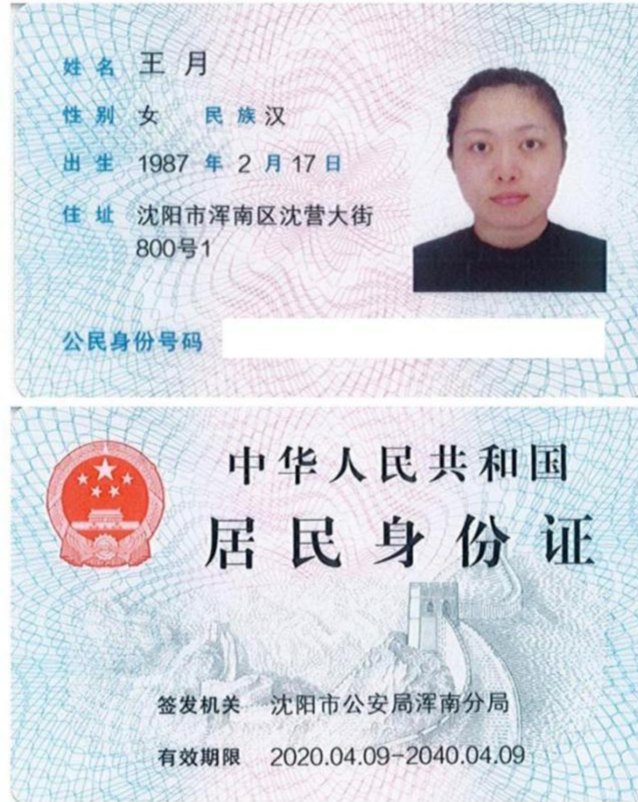 姓名 王月
性别 女 民族 汉
出生 1987 年 2 月 17 日
住址 沈阳市浑南区沈营大街
800号1
公民身份号码
中华人民共和国
居民身份证
签发机关 沈阳市公安局浑南分局
有效期限 2020.04.09-2040.04.09